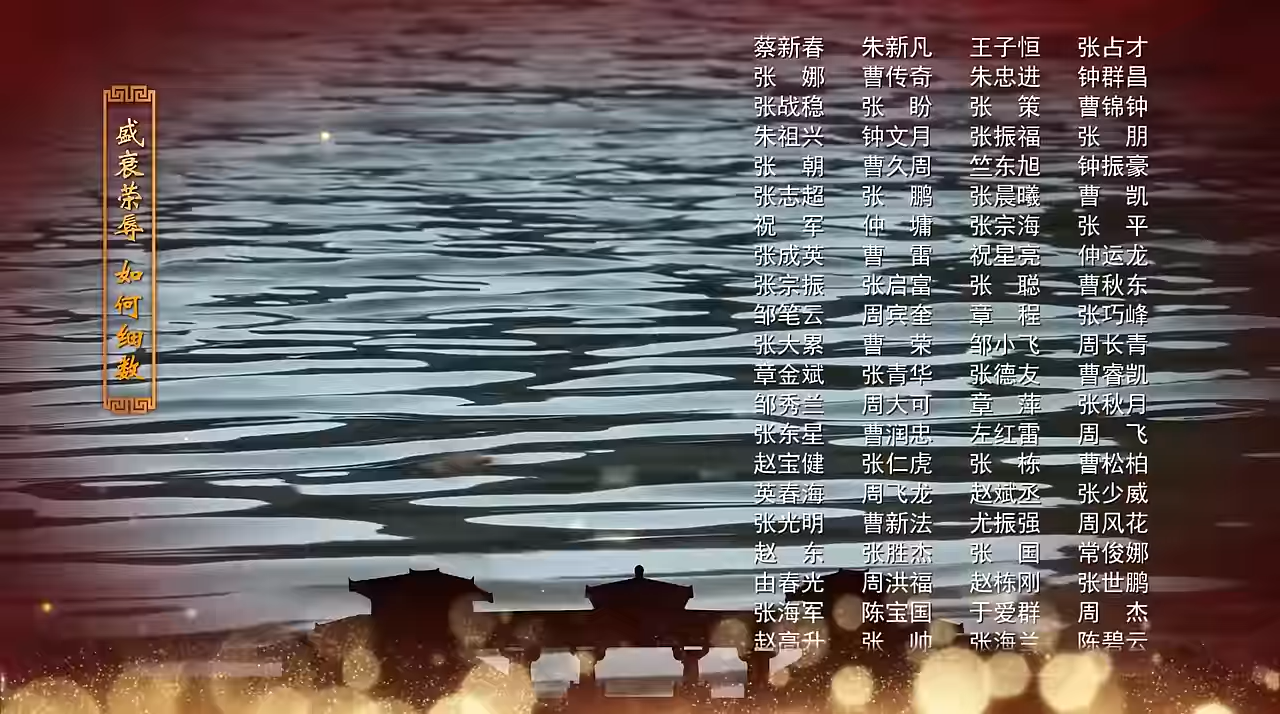 盛衰荣辱 如何细数
蔡新春 朱新凡 王子恒 张占才
张 娜 曹传奇 朱忠进 钟群昌
张战稳 张 盼 张 策 曹锦钟
朱祖兴 钟文月 张振福 张 朋
张 朝 曹久周 竺东旭 钟振豪
张志超 张 鹏 张晨曦 曹 凯
祝 军 仲 墉 张宗海 张 平
张成英 曹 雷 祝星亮 仲运龙
张宗振 张启富 张 聪 曹秋东
邹笔云 周宾奎 章 程 张巧峰
张大累 曹 荣 邹小飞 周长青
章金斌 张青华 张德友 曹睿凯
邹秀兰 周大可 章 萍 张秋月
张东星 曹润忠 左红雷 周 飞
赵宝健 张仁虎 张 栋 曹松柏
英春海 周飞龙 赵斌丞 张少威
张光明 曹新法 尤振强 周风花
赵 东 张胜杰 张 国 常俊娜
由春光 周洪福 赵栋刚 张世鹏
张海军 陈宝国 于爱群 周 杰
赵高升 张 帅 张海兰 陈碧云